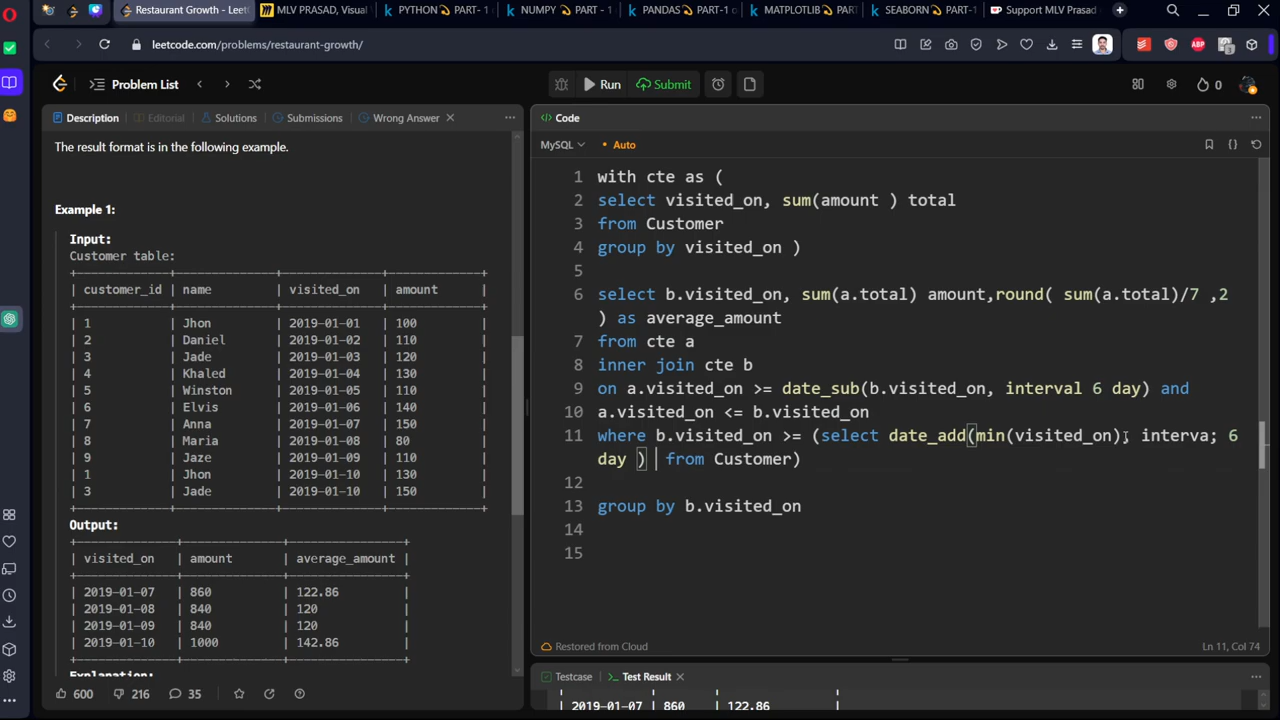 Restaurant Growth - Leet
MLV PRASAD, Visual
PYTHON PART- 1
NUMPY PART - 1
PANDAS PART -1 o
MATPLOTLIB PAR
SEABORN PART-
Support MLV Prasad
leetcode.com/problems/restaurant-growth/
ABP
Problem List
Run
Submit
0
Description
Editorial
Solutions
Submissions
Wrong Answer
Code
MySQL
Auto
The result format is in the following example.
Example 1:
Input:
Customer table:
| customer_id | name | visited_on | amount |
| 1 | Jhon | 2019-01-01 | 100 |
| 2 | Daniel | 2019-01-02 | 110 |
| 3 | Jade | 2019-01-03 | 120 |
| 4 | Khaled | 2019-01-04 | 130 |
| 5 | Winston | 2019-01-05 | 110 |
| 6 | Elvis | 2019-01-06 | 140 |
| 7 | Anna | 2019-01-07 | 150 |
| 8 | Maria | 2019-01-08 | 80 |
| 9 | Jaze | 2019-01-09 | 110 |
| 1 | Jhon | 2019-01-10 | 130 |
| 3 | Jade | 2019-01-10 | 150 |
Output:
| visited_on | amount | average_amount |
| 2019-01-07 | 860 | 122.86 |
| 2019-01-08 | 840 | 120 |
| 2019-01-09 | 840 | 120 |
| 2019-01-10 | 1000 | 142.86 |
Explanation:
600
216
35
1 with cte as (
2 select visited_on, sum(amount ) total
3 from Customer
4 group by visited_on )
5
6 select b.visited_on, sum(a.total) amount,round( sum(a.total)/7 ,2
) as average_amount
7 from cte a
8 inner join cte b
9 on a.visited_on >= date_sub(b.visited_on, interval 6 day) and
10 a.visited_on <= b.visited_on
11 where b.visited_on >= (select date_add(min(visited_on), interva; 6
day ) from Customer)
12
13 group by b.visited_on
14
15
Restored from Cloud
Ln 11, Col 74
Testcase
Test Result
| 2019-01-07 | 860 | 122.86 |